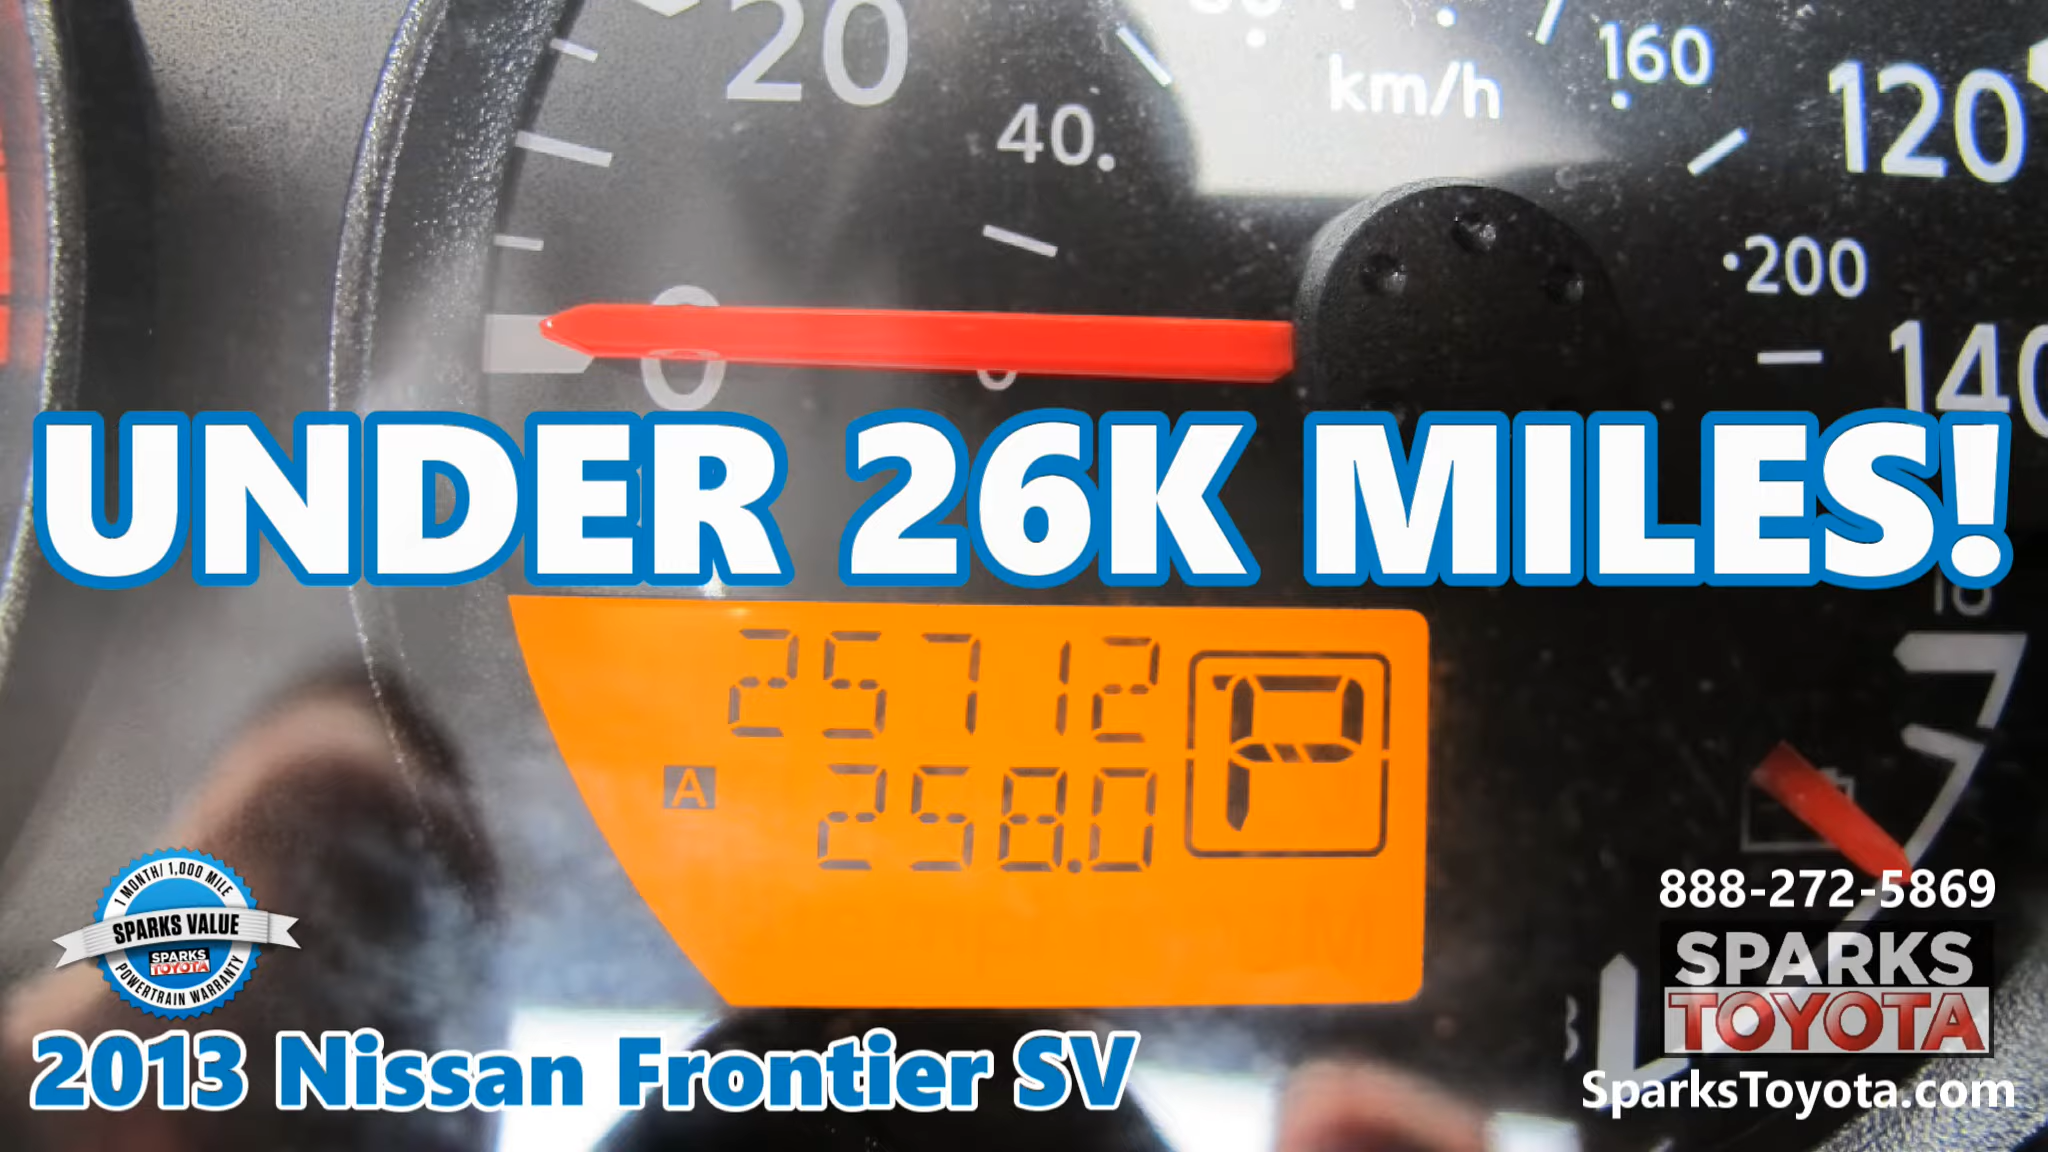 20
km/h
160
120
40
200
0
140
UNDER 26K MILES!
25712
P
A 258.0
1 MONTH/ 1,000 MILE
SPARKS VALUE
SPARKS
TOYOTA
POWERTRAIN WARRANTY
888-272-5869
SPARKS
TOYOTA
SparksToyota.com
2013 Nissan Frontier SV